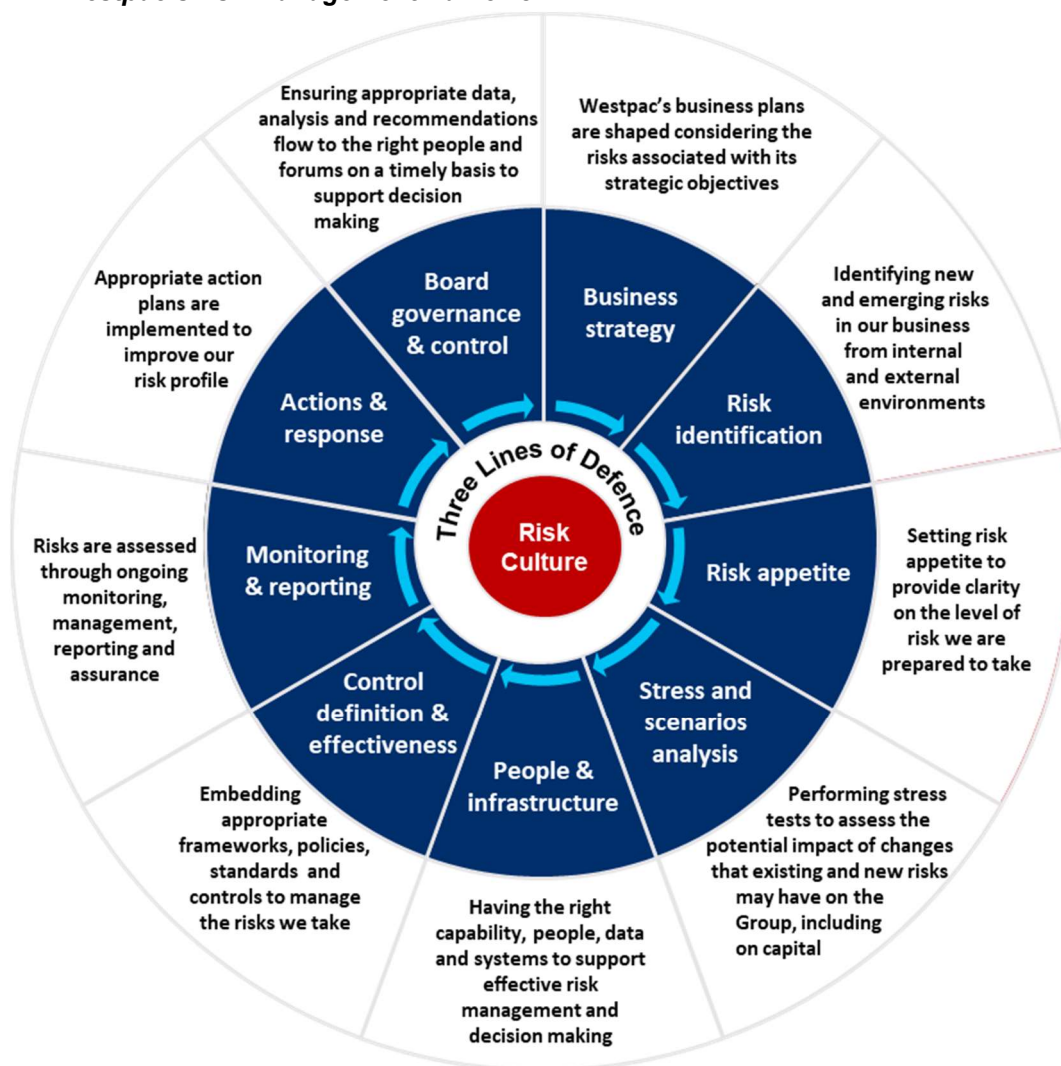 Ensuring appropriate data,
analysis and recommendations
flow to the right people and
forums on a timely basis to
support decision
making
Westpac's business plans
are shaped considering the
risks associated with its
strategic objectives
Identifying new
and emerging risks
in our business
from internal
and external
environments
Setting risk
appetite to
provide clarity
on the level of
risk we are
prepared to take
Performing stress
tests to assess the
potential impact of changes
that existing and new risks
may have on the
Group, including
on capital
Having the right
capability, people, data
and systems to support
effective risk
management and
decision making
Embedding
appropriate
frameworks, policies,
standards and
controls to manage
the risks we take
Risks are assessed
through ongoing
monitoring,
management,
reporting and
assurance
Appropriate action
plans are
implemented to
improve our
risk profile
Board
governance
& control
Business
strategy
Risk
identification
Risk appetite
Stress and
scenarios
analysis
People &
infrastructure
Control
definition &
effectiveness
Monitoring
& reporting
Actions &
response
Three Lines of Defence
Risk
Culture